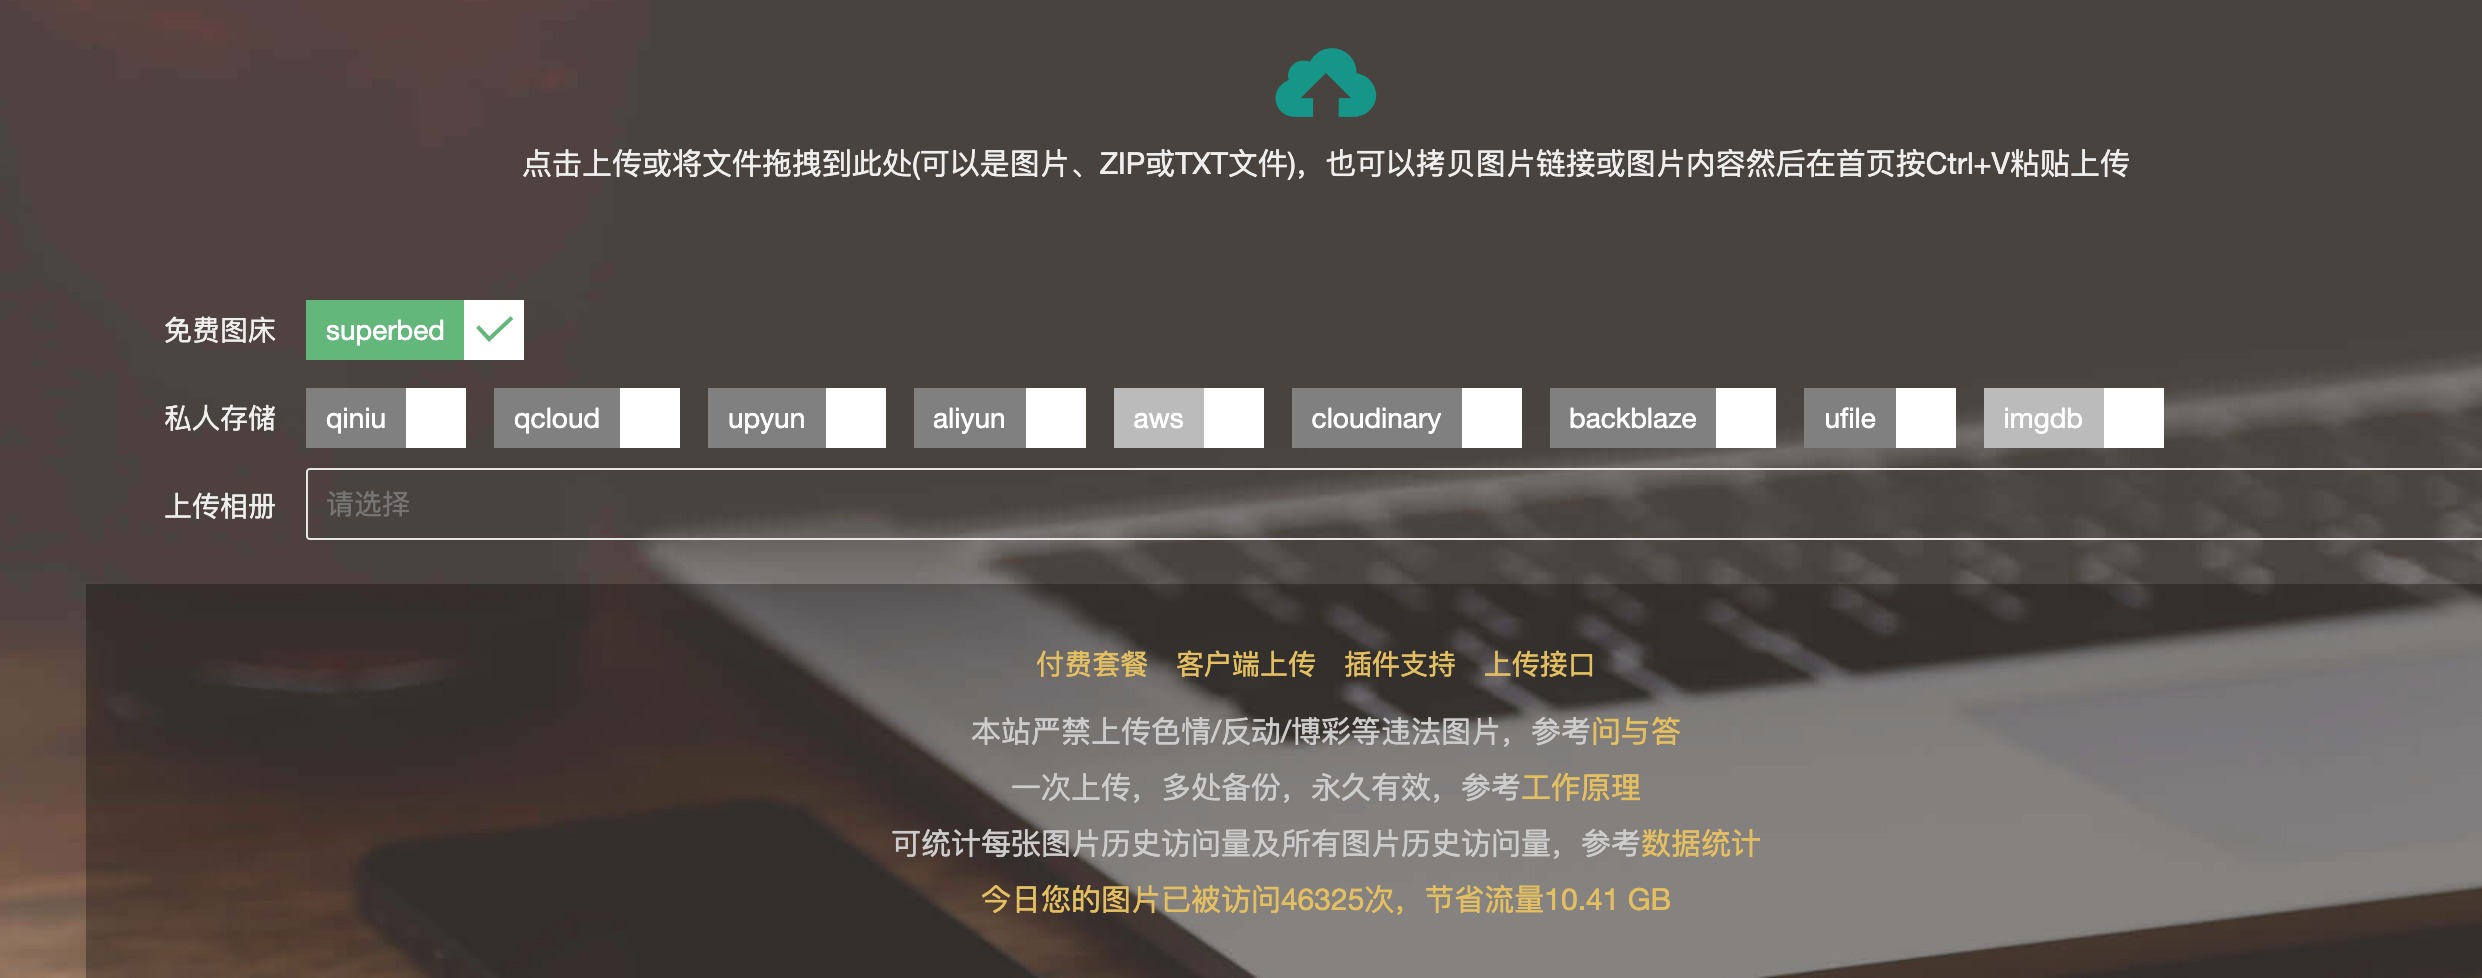 点击上传或将文件拖拽到此处(可以是图片、ZIP或TXT文件)，也可以拷贝图片链接或图片内容然后在首页按Ctrl+V粘贴上传
免费图床 superbed
私人存储 qiniu qcloud upyun aliyun aws cloudinary backblaze ufile imgdb
上传相册 请选择
付费套餐 客户端上传 插件支持 上传接口
本站严禁上传色情/反动/博彩等违法图片，参考问与答
一次上传，多处备份，永久有效，参考工作原理
可统计每张图片历史访问量及所有图片历史访问量，参考数据统计
今日您的图片已被访问46325次，节省流量10.41 GB